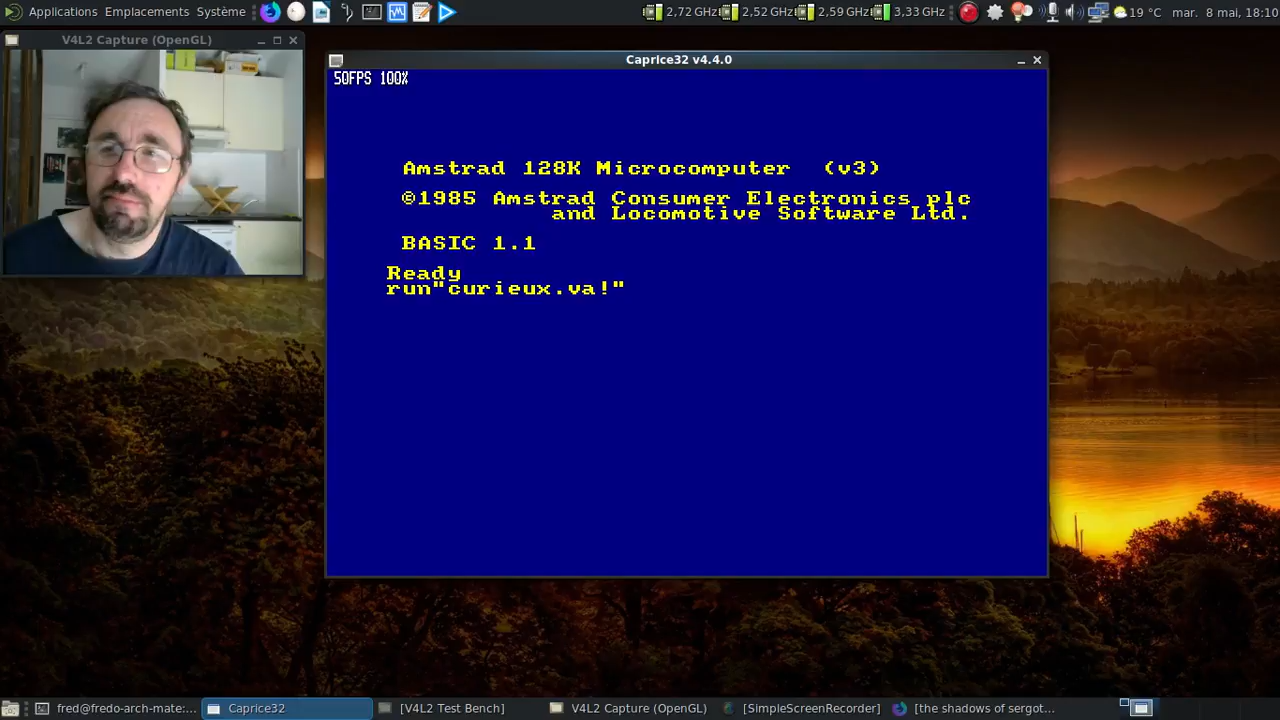 Applications Emplacements Système
2,72 GHz 2,52 GHz 2,59 GHz 3,33 GHz
19 °C mar. 8 mai, 18:10
V4L2 Capture (OpenGL)
Caprice32 v4.4.0
50FPS 100%
Amstrad 128K Microcomputer (v3)
©1985 Amstrad Consumer Electronics plc
and Locomotive Software Ltd.
BASIC 1.1
Ready
run"curieux.va!"
fred@fredo-arch-mate:... Caprice32 [V4L2 Test Bench] V4L2 Capture (OpenGL) [SimpleScreenRecorder] [the shadows of sergot...